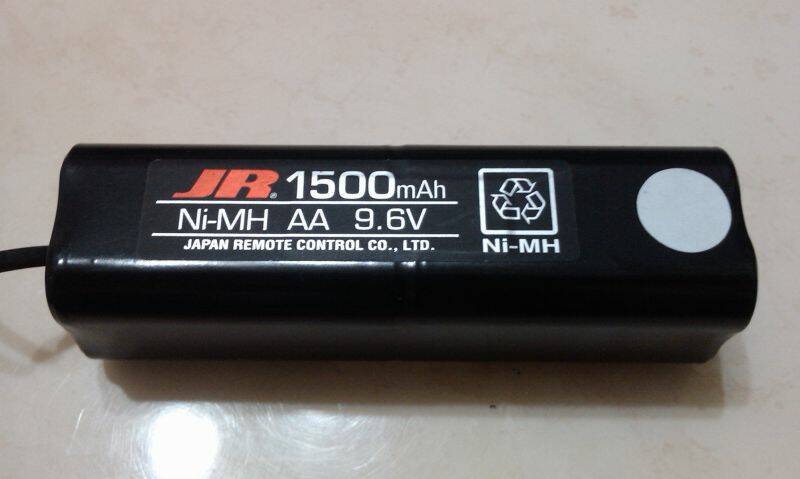 JR® 1500mAh
Ni-MH AA 9.6V
JAPAN REMOTE CONTROL CO., LTD.
Ni-MH